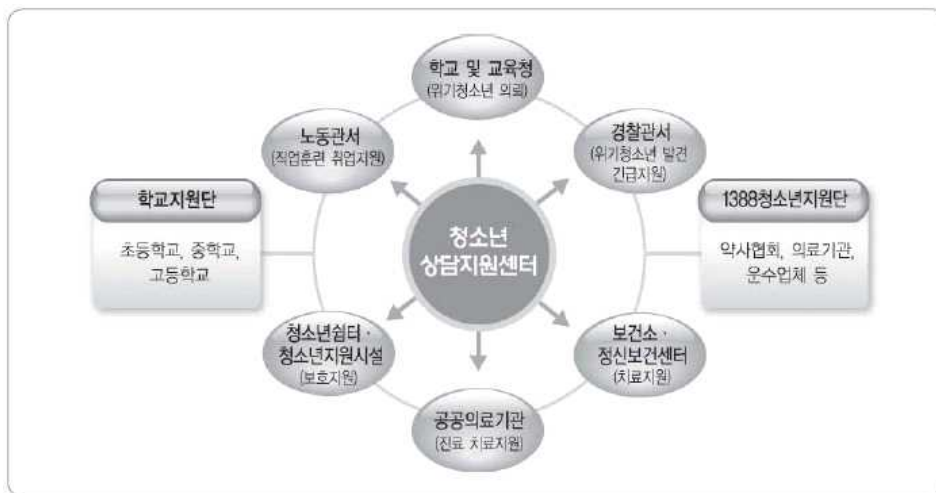 학교 및 교육청
(위기청소년 의뢰)
노동관서
(직업훈련 취업지원)
경찰관서
(위기청소년 발견
긴급지원)
학교지원단
초등학교, 중학교,
고등학교
청소년
상담지원센터
1388청소년지원단
약사협회, 의료기관,
운수업체 등
청소년쉼터·
청소년지원시설
(보호지원)
보건소·
정신보건센터
(치료지원)
공공의료기관
(진료 치료지원)